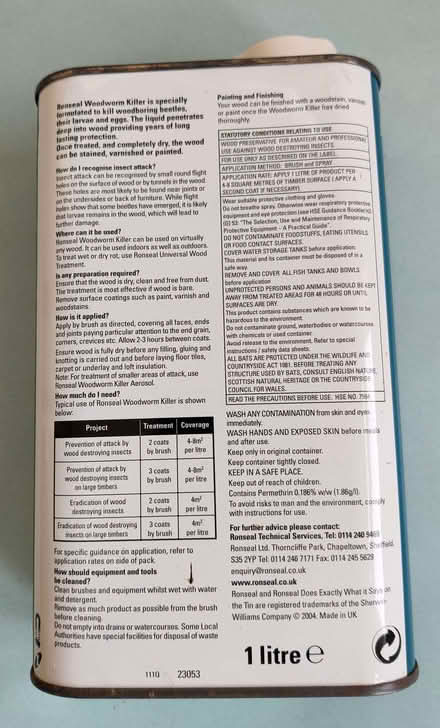 Ronseal Woodworm Killer is specially
formulated to kill woodboring beetles,
their larvae and eggs. The liquid penetrates
deep into wood providing years of long
lasting protection.
Once treated, and completely dry, the wood
can be stained, varnished or painted.
How do I recognise insect attack?
Insect attack can be recognised by small round flight
holes on the surface of wood or by tunnels in the wood.
These holes are most likely to be found near joints or
on the undersides or back of furniture. While flight
holes show that some beetles have emerged, it is likely
that larvae remains in the wood, which will lead to
further damage.
Where can it be used?
Ronseal Woodworm Killer can be used on virtually
any wood. It can be used indoors as well as outdoors.
To treat wet or dry rot, use Ronseal Universal Wood
Treatment.
Is any preparation required?
Ensure that the wood is dry, clean and free from dust.
The treatment is most effective if wood is bare.
Remove surface coatings such as paint, varnish and
woodstains.
How is it applied?
Apply by brush as directed, covering all faces, ends
and joints paying particular attention to the end grain,
corners, crevices etc. Allow 2-3 hours between coats.
Ensure wood is fully dry before any filling, gluing and
knotting is carried out and before laying floor tiles,
carpet or underlay and loft insulation.
Note: For treatment of smaller areas of attack, use
Ronseal Woodworm Killer Aerosol.
How much do I need?
Typical use of Ronseal Woodworm Killer is shown
below:
Project Treatment Coverage
Prevention of attack by
wood destroying insects
2 coats
by brush
4-8m²
per litre
Prevention of attack by
wood destroying insects
on large timbers
3 coats
by brush
4-8m²
per litre
Eradication of wood
destroying insects
2 coats
by brush
4m²
per litre
Eradication of wood destroying
insects on large timbers
3 coats
by brush
4m²
per litre
For specific guidance on application, refer to
application rates on side of pack.
How should equipment and tools
be cleaned?
Clean brushes and equipment whilst wet with water
and detergent.
Remove as much product as possible from the brush
before cleaning.
Do not empty into drains or watercourses. Some Local
Authorities have special facilities for disposal of waste
products.
1110 23053
Painting and Finishing
Your wood can be finished with a woodstain, varnish
or paint once the Woodworm Killer has dried
thoroughly.
STATUTORY CONDITIONS RELATING TO USE
WOOD PRESERVATIVE FOR AMATEUR AND PROFESSIONAL
USE AGAINST WOOD DESTROYING INSECTS
FOR USE ONLY AS DESCRIBED ON THE LABEL
APPLICATION METHOD: BRUSH and SPRAY
APPLICATION RATE: APPLY 1 LITRE OF PRODUCT PER
4-8 SQUARE METRES OF TIMBER SURFACE ( APPLY A
SECOND COAT IF NECESSARY)
Wear suitable protective clothing and gloves.
Do not breathe spray. Otherwise wear respiratory protective
equipment and eye protection (see HSE Guidance Booklet
(G) 53: "The Selection, Use and Maintenance of Respiratory
Protective Equipment - A Practical Guide".
DO NOT CONTAMINATE FOODSTUFFS, EATING UTENSILS
OR FOOD CONTACT SURFACES.
COVER WATER STORAGE TANKS before application.
This material and its container must be disposed of in a
safe way.
REMOVE AND COVER ALL FISH TANKS AND BOWLS
before application
UNPROTECTED PERSONS AND ANIMALS SHOULD BE KEPT
AWAY FROM TREATED AREAS FOR 48 HOURS OR UNTIL
SURFACES ARE DRY.
This product contains substances which are known to be
hazardous to the environment.
Do not contaminate ground, waterbodies or watercourses
with chemicals or used container.
Avoid release to the environment. Refer to special
instructions / safety data sheets.
ALL BATS ARE PROTECTED UNDER THE WILDLIFE AND
COUNTRYSIDE ACT 1981. BEFORE TREATING ANY
STRUCTURE USED BY BATS, CONSULT ENGLISH NATURE,
SCOTTISH NATURAL HERITAGE OR THE COUNTRYSIDE
COUNCIL FOR WALES.
READ THE PRECAUTIONS BEFORE USE. HSE NO.
WASH ANY CONTAMINATION from skin and eyes
immediately.
WASH HANDS AND EXPOSED SKIN before meals
and after use.
Keep only in original container.
Keep container tightly closed.
KEEP IN A SAFE PLACE.
Keep out of reach of children.
Contains Permethrin 0.186% w/w (1.86g/l).
To avoid risks to man and the environment, comply
with instructions for use.
For further advice please contact:
Ronseal Technical Services, Tel: 0114 240 9469
Ronseal Ltd. Thorncliffe Park, Chapeltown, Sheffield,
S35 2YP Tel: 0114 246 7171 Fax: 0114 245 5629
enquiry@ronseal.co.uk
www.ronseal.co.uk
Ronseal and Ronseal Does Exactly What it Says on
the Tin are registered trademarks of the Sherwin-
Williams Company © 2004. Made in UK
1 litre ℮